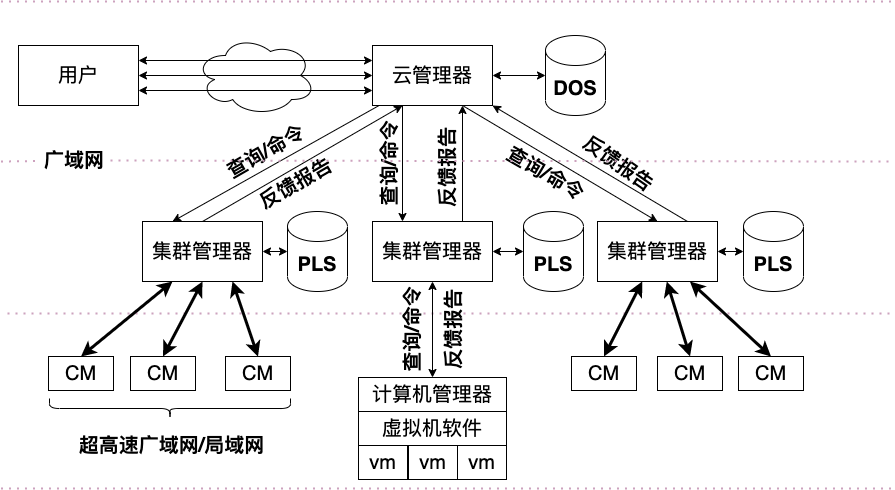 用户
云管理器
DOS
广域网
查询/命令
反馈报告
查询/命令
反馈报告
查询/命令
反馈报告
集群管理器
PLS
集群管理器
PLS
集群管理器
PLS
查询/命令
反馈报告
CM
CM
CM
CM
CM
CM
计算机管理器
虚拟机软件
vm
vm
vm
超高速广域网/局域网